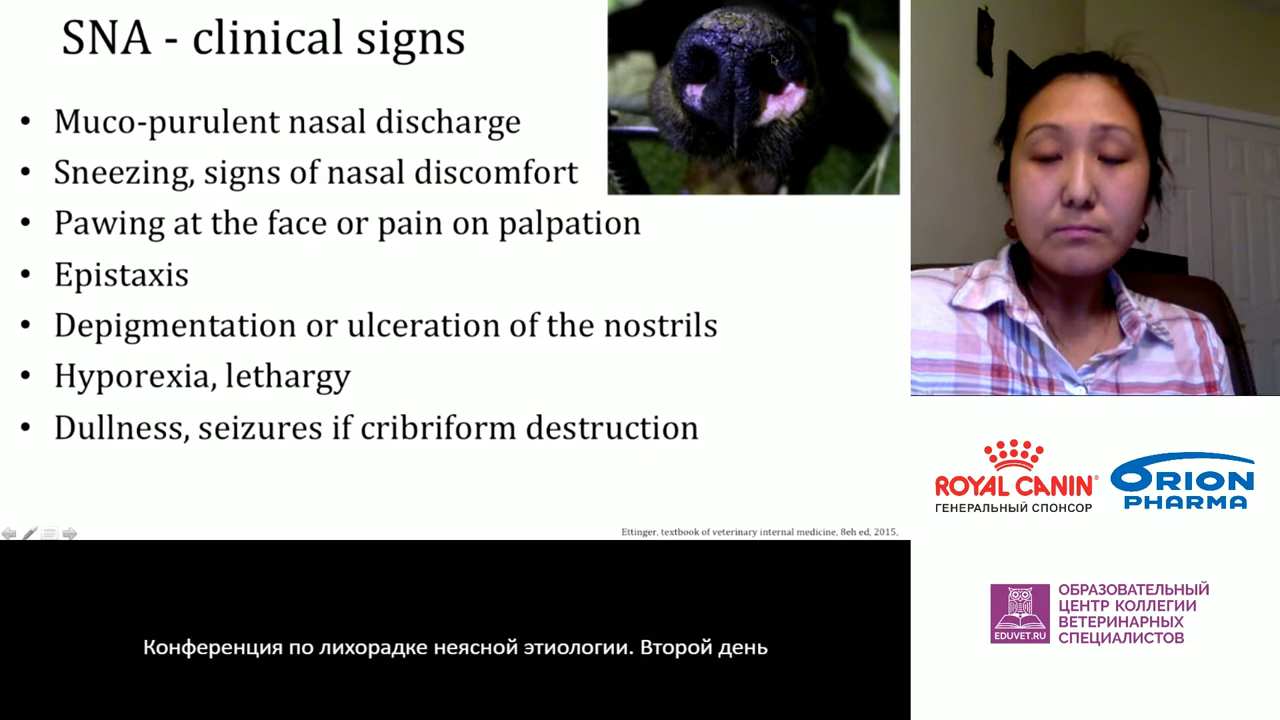 SNA - clinical signs
• Muco-purulent nasal discharge
• Sneezing, signs of nasal discomfort
• Pawing at the face or pain on palpation
• Epistaxis
• Depigmentation or ulceration of the nostrils
• Hyporexia, lethargy
• Dullness, seizures if cribriform destruction
Ettinger, textbook of veterinary internal medicine, 8eh ed, 2015,
ROYAL CANIN®
ГЕНЕРАЛЬНЫЙ СПОНСОР
ORION
PHARMA
EDUVET.RU
ОБРАЗОВАТЕЛЬНЫЙ
ЦЕНТР КОЛЛЕГИИ
ВЕТЕРИНАРНЫХ
СПЕЦИАЛИСТОВ
Конференция по лихорадке неясной этиологии. Второй день